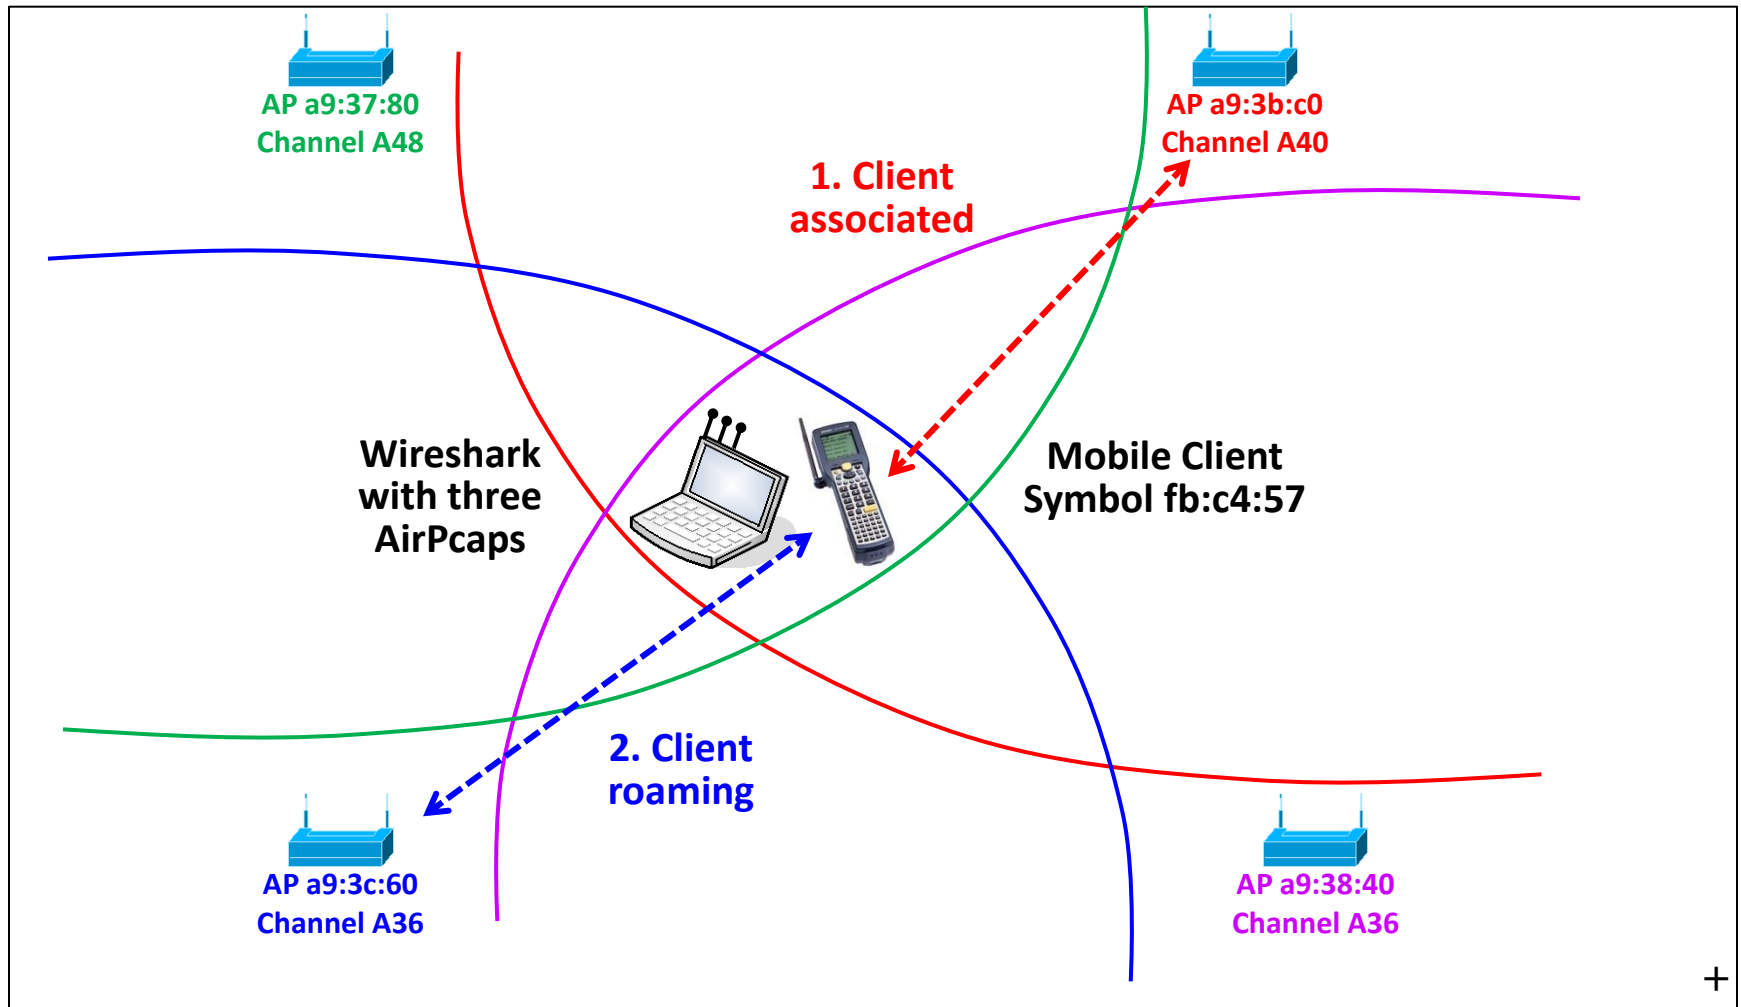 AP a9:37:80
Channel A48
AP a9:3b:c0
Channel A40
1. Client
associated
Wireshark
with three
AirPcaps
Mobile Client
Symbol fb:c4:57
2. Client
roaming
AP a9:3c:60
Channel A36
AP a9:38:40
Channel A36
+